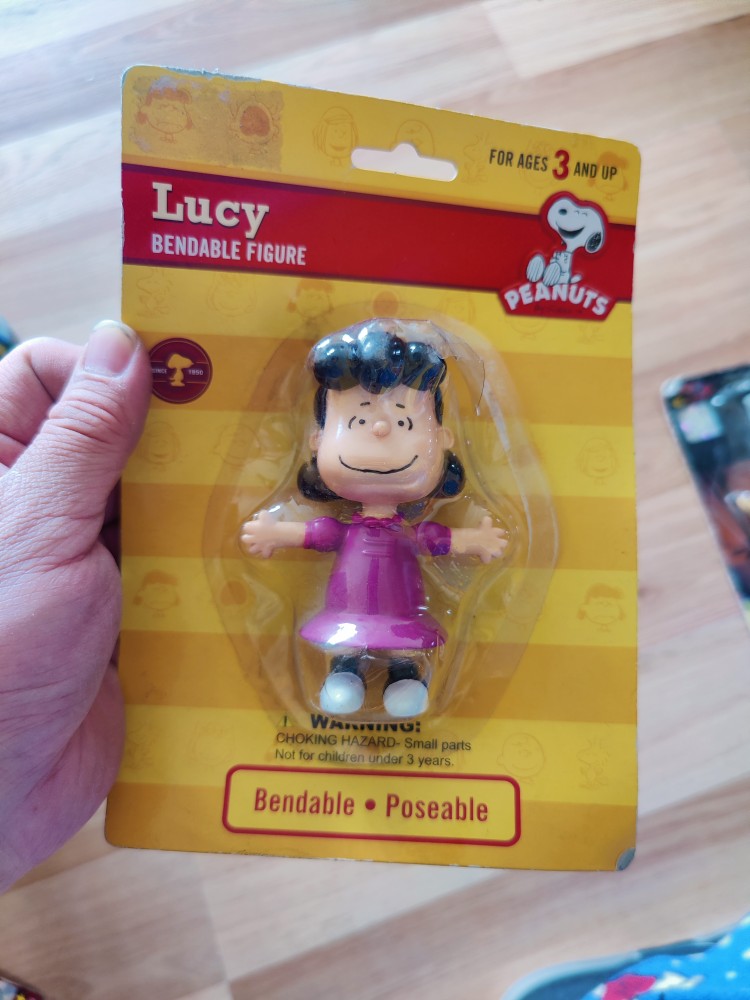 FOR AGES 3 AND UP
Lucy
BENDABLE FIGURE
PEANUTS
SINCE 1950
WARNING:
CHOKING HAZARD- Small parts
Not for children under 3 years.
Bendable • Poseable